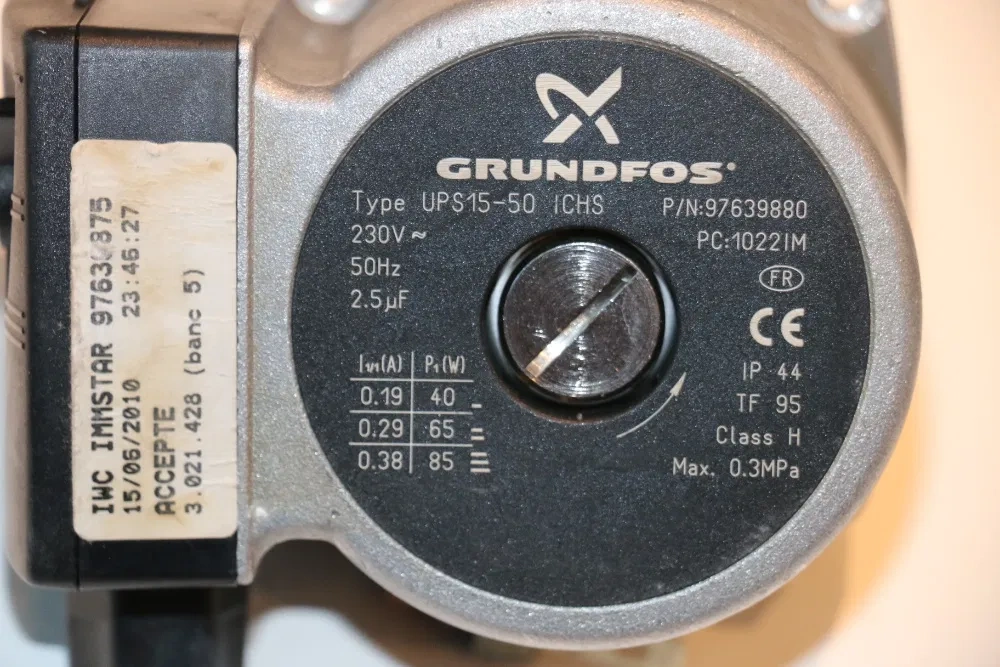 IWC IMMSTAR 97630875
15/06/2010 23:46:27
ACCEPTE
3.021.428 (banc 5)
GRUNDFOS
Type UPS15-50 ICHS
P/N:97639880
230V~
PC:1022IM
50Hz
FR
2.5µF
CE
I1/1(A) P1(W)
IP 44
0.19 40
TF 95
0.29 65
Class H
0.38 85
Max. 0.3MPa